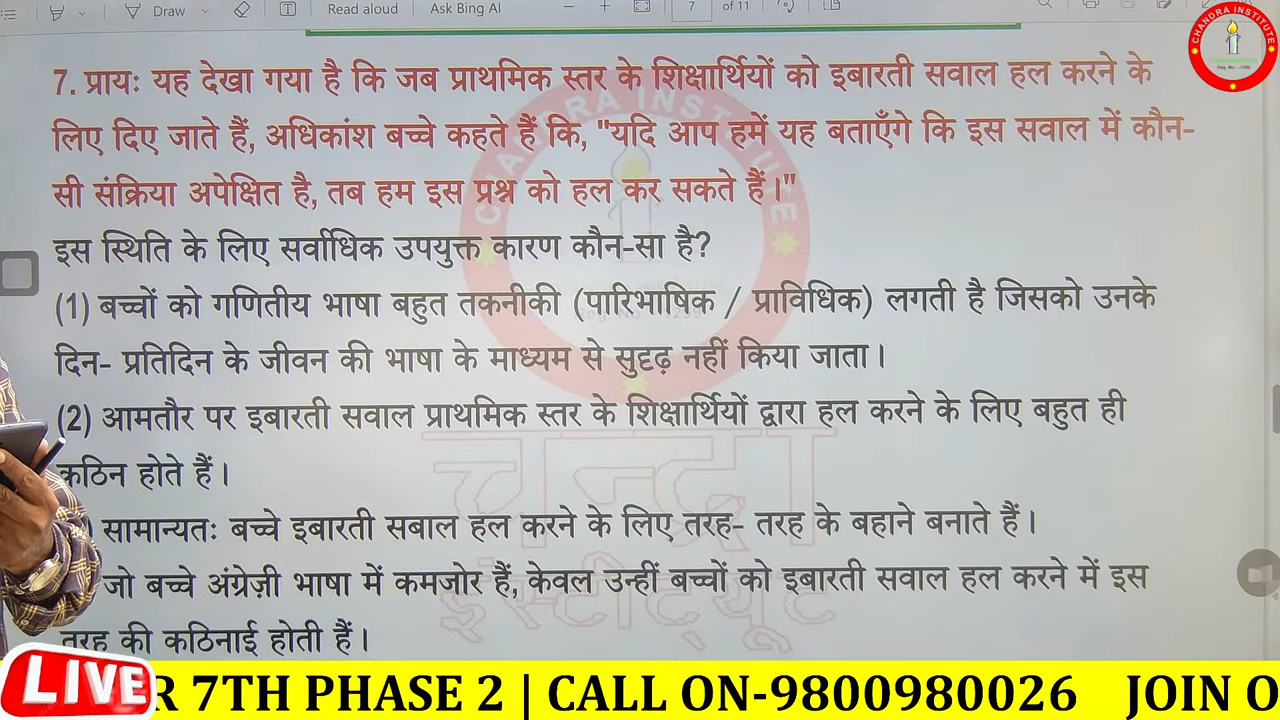 Draw
Read aloud
Ask Bing AI
7 of 11
CHANDRA INSTITUTE
7. प्रायः यह देखा गया है कि जब प्राथमिक स्तर के शिक्षार्थियों को इबारती सवाल हल करने के
लिए दिए जाते हैं, अधिकांश बच्चे कहते हैं कि, "यदि आप हमें यह बताएँगे कि इस सवाल में कौन-
सी संक्रिया अपेक्षित है, तब हम इस प्रश्न को हल कर सकते हैं।"
इस स्थिति के लिए सर्वाधिक उपयुक्त कारण कौन-सा है?
(1) बच्चों को गणितीय भाषा बहुत तकनीकी (पारिभाषिक / प्राविधिक) लगती है जिसको उनके
दिन- प्रतिदिन के जीवन की भाषा के माध्यम से सुदृढ़ नहीं किया जाता।
(2) आमतौर पर इबारती सवाल प्राथमिक स्तर के शिक्षार्थियों द्वारा हल करने के लिए बहुत ही
कठिन होते हैं।
सामान्यतः बच्चे इबारती सबाल हल करने के लिए तरह- तरह के बहाने बनाते हैं।
जो बच्चे अंग्रेज़ी भाषा में कमजोर हैं, केवल उन्हीं बच्चों को इबारती सवाल हल करने में इस
तरह की कठिनाई होती हैं।
CHANDRA INSTITUTE
चन्द्रा
इंस्टीट्यूट
LIVE
R 7TH PHASE 2 | CALL ON-9800980026 JOIN O